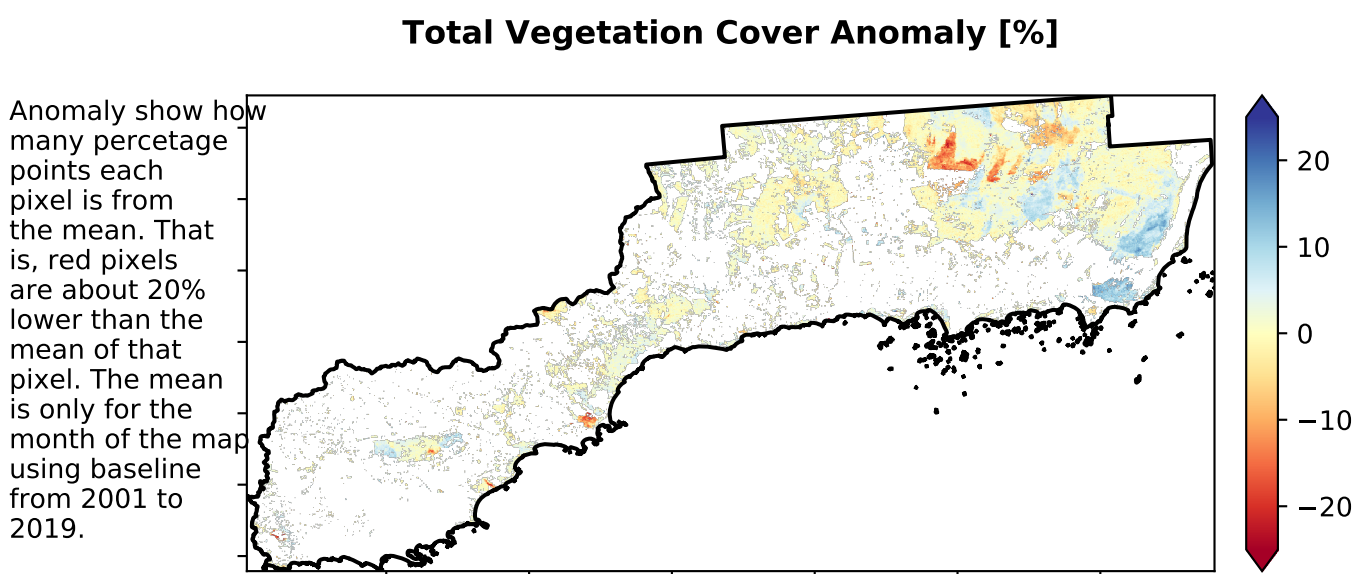 Total Vegetation Cover Anomaly [%]
Anomaly show how
many percetage
points each
pixel is from
the mean. That
is, red pixels
are about 20%
lower than the
mean of that
pixel. The mean
is only for the
month of the map
using baseline
from 2001 to
2019.
20
10
0
−10
−20